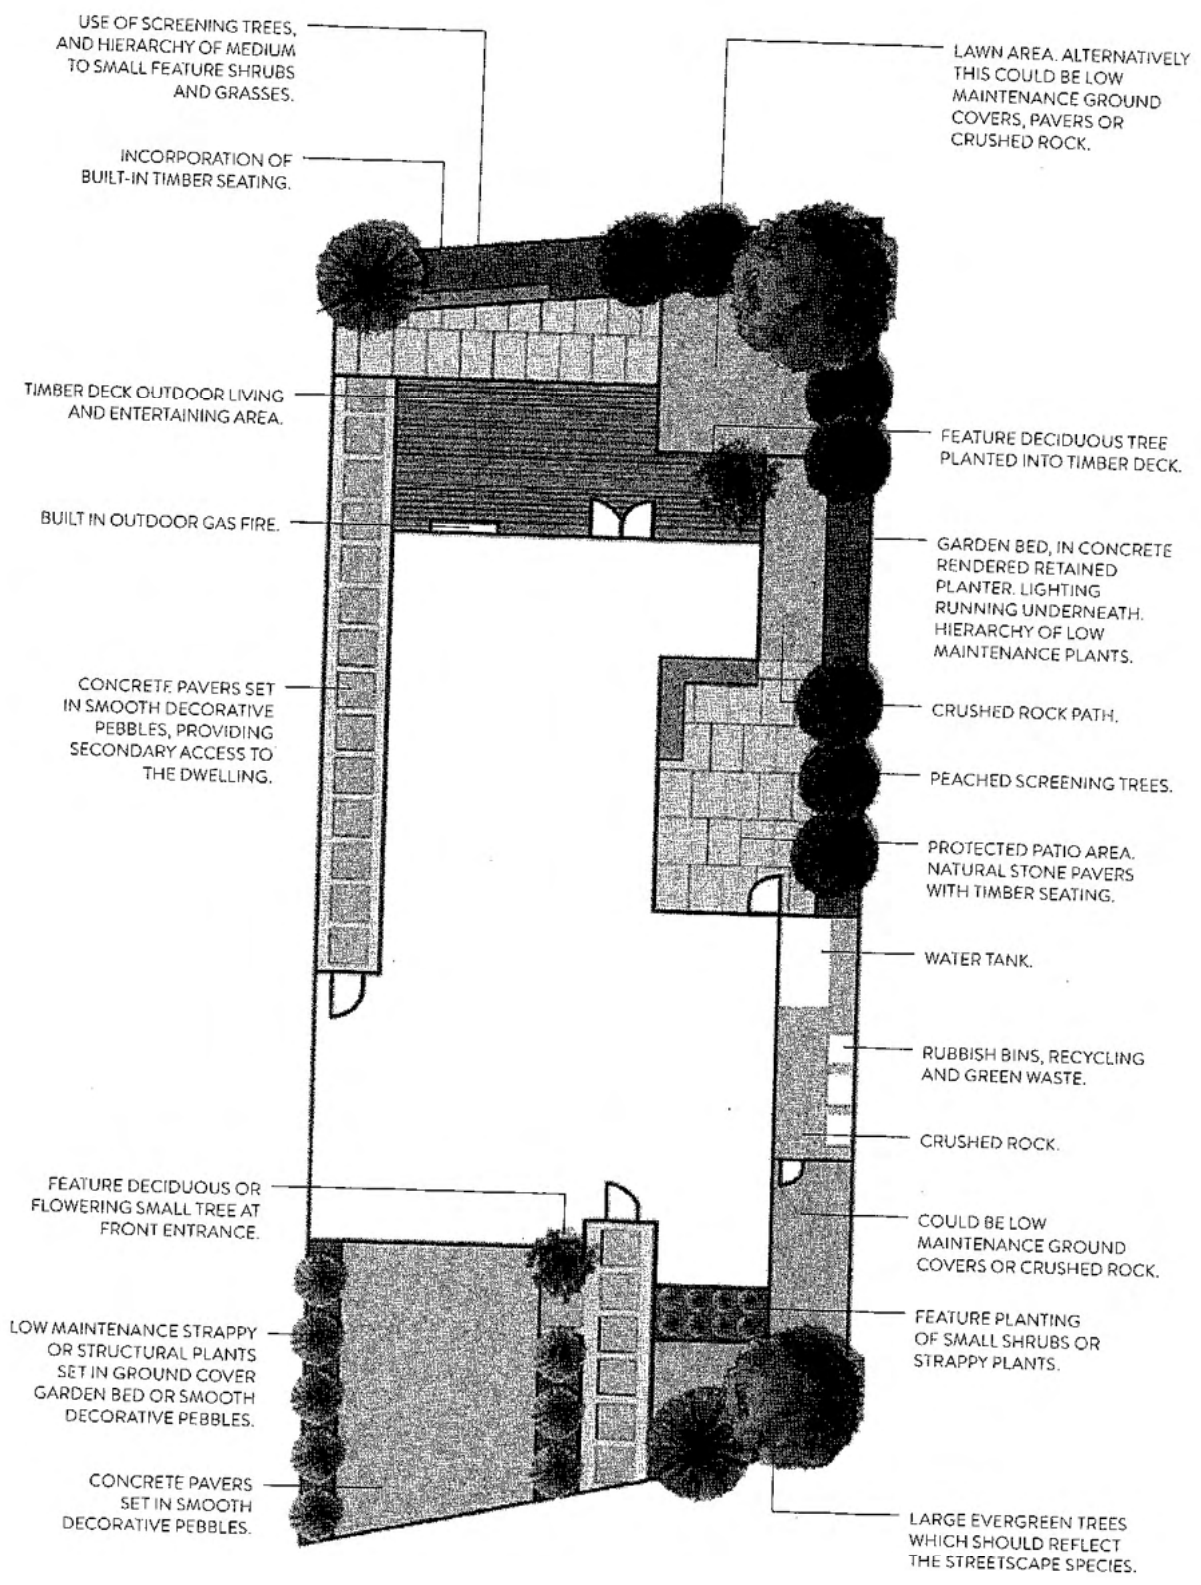 USE OF SCREENING TREES,
AND HIERARCHY OF MEDIUM
TO SMALL FEATURE SHRUBS
AND GRASSES.
INCORPORATION OF
BUILT-IN TIMBER SEATING.
TIMBER DECK OUTDOOR LIVING
AND ENTERTAINING AREA.
BUILT IN OUTDOOR GAS FIRE.
CONCRETE PAVERS SET
IN SMOOTH DECORATIVE
PEBBLES, PROVIDING
SECONDARY ACCESS TO
THE DWELLING.
FEATURE DECIDUOUS OR
FLOWERING SMALL TREE AT
FRONT ENTRANCE.
LOW MAINTENANCE STRAPPY
OR STRUCTURAL PLANTS
SET IN GROUND COVER
GARDEN BED OR SMOOTH
DECORATIVE PEBBLES.
CONCRETE PAVERS
SET IN SMOOTH
DECORATIVE PEBBLES.
LAWN AREA. ALTERNATIVELY
THIS COULD BE LOW
MAINTENANCE GROUND
COVERS, PAVERS OR
CRUSHED ROCK.
FEATURE DECIDUOUS TREE
PLANTED INTO TIMBER DECK.
GARDEN BED, IN CONCRETE
RENDERED RETAINED
PLANTER. LIGHTING
RUNNING UNDERNEATH.
HIERARCHY OF LOW
MAINTENANCE PLANTS.
CRUSHED ROCK PATH.
PEACHED SCREENING TREES.
PROTECTED PATIO AREA.
NATURAL STONE PAVERS
WITH TIMBER SEATING.
WATER TANK.
RUBBISH BINS, RECYCLING
AND GREEN WASTE.
CRUSHED ROCK.
COULD BE LOW
MAINTENANCE GROUND
COVERS OR CRUSHED ROCK.
FEATURE PLANTING
OF SMALL SHRUBS OR
STRAPPY PLANTS.
LARGE EVERGREEN TREES
WHICH SHOULD REFLECT
THE STREETSCAPE SPECIES.